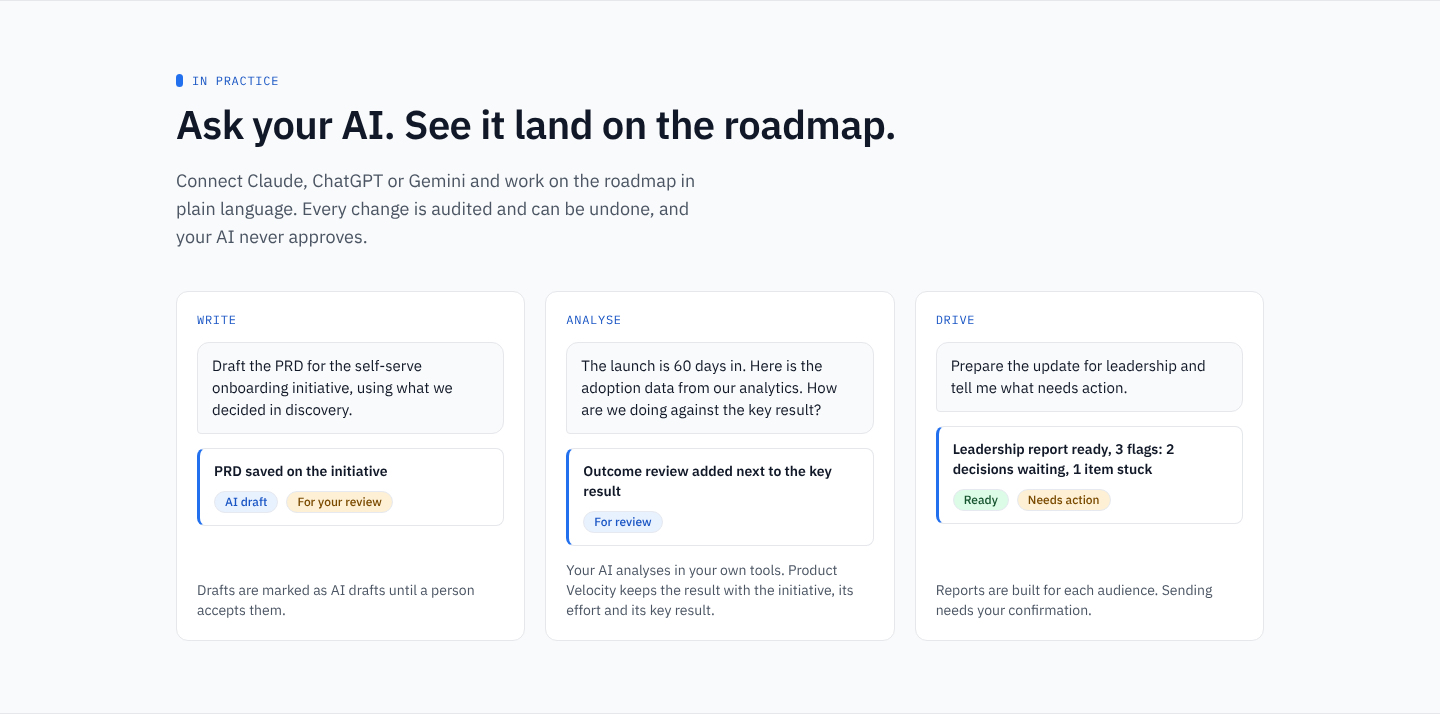 IN PRACTICE
Ask your AI. See it land on the roadmap.
Connect Claude, ChatGPT or Gemini and work on the roadmap in
plain language. Every change is audited and can be undone, and
your AI never approves.
WRITE
Draft the PRD for the self-serve
onboarding initiative, using what we
decided in discovery.
PRD saved on the initiative
AI draft
For your review
Drafts are marked as AI drafts until a person
accepts them.
ANALYSE
The launch is 60 days in. Here is the
adoption data from our analytics. How
are we doing against the key result?
Outcome review added next to the key
result
For review
Your AI analyses in your own tools. Product
Velocity keeps the result with the initiative, its
effort and its key result.
DRIVE
Prepare the update for leadership and
tell me what needs action.
Leadership report ready, 3 flags: 2
decisions waiting, 1 item stuck
Ready
Needs action
Reports are built for each audience. Sending
needs your confirmation.